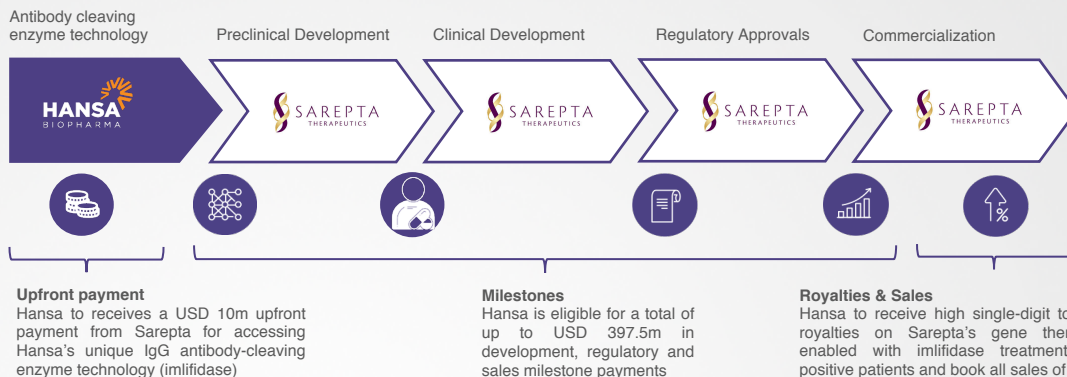 Antibody cleaving
enzyme technology
Preclinical Development
Clinical Development
Regulatory Approvals
Commercialization
HANSA
BIOPHARMA
SAREPTA
THERAPEUTICS
SAREPTA
THERAPEUTICS
SAREPTA
THERAPEUTICS
SAREPTA
THERAPEUTICS
%
Upfront payment
Hansa to receives a USD 10m upfront
payment from Sarepta for accessing
Hansa's unique IgG antibody-cleaving
enzyme technology (imlifidase)
Milestones
Hansa is eligible for a total of
up to USD 397.5m in
development, regulatory and
sales milestone payments
Royalties & Sales
Hansa to receive high single-digit to
royalties on Sarepta's gene
enabled with imlifidase treatment
positive patients and book all sales of